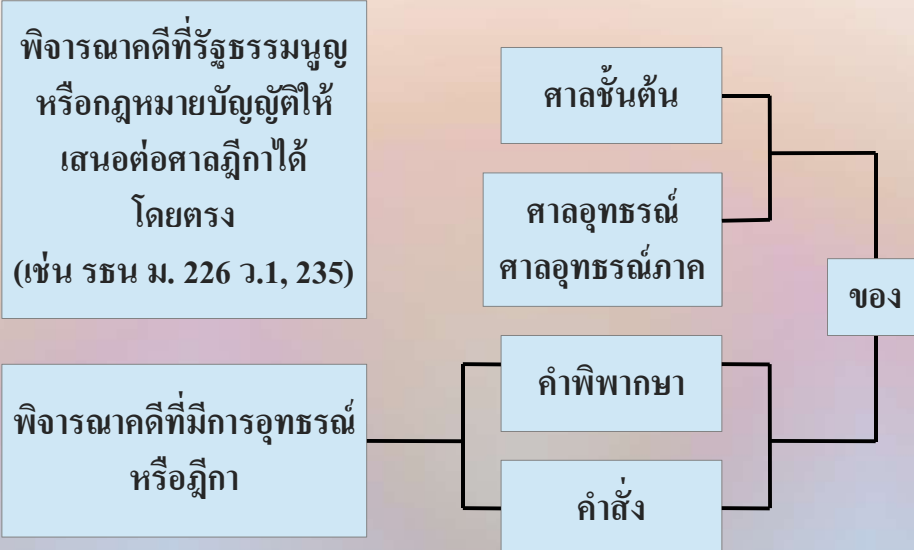 พิจารณาคดีที่รัฐธรรมนูญ
หรือกฎหมายบัญญัติให้
เสนอต่อศาลฎีกาได้
โดยตรง
(เช่น รธน ม. 226 ว.1, 235)
ศาลชั้นต้น
ศาลอุทธรณ์
ศาลอุทธรณ์ภาค
ของ
พิจารณาคดีที่มีการอุทธรณ์
หรือฎีกา
คำพิพากษา
คำสั่ง